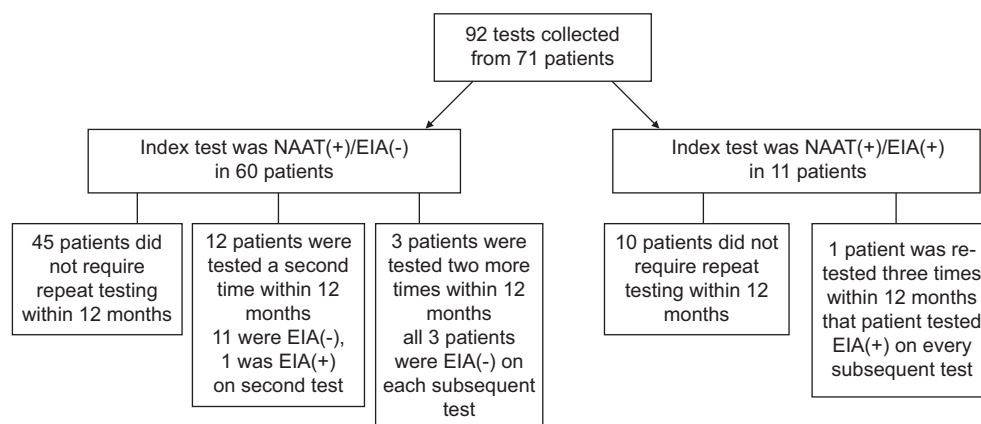 92 tests collected
from 71 patients
Index test was NAAT(+)/EIA(-)
in 60 patients
Index test was NAAT(+)/EIA(+)
in 11 patients
45 patients did
not require
repeat testing
within 12 months
12 patients were
tested a second
time within 12
months
11 were EIA(-),
1 was EIA(+)
on second test
3 patients were
tested two more
times within 12
months
all 3 patients
were EIA(-) on
each subsequent
test
10 patients did not
require repeat
testing within 12
months
1 patient was re-
tested three times
within 12 months
that patient tested
EIA(+) on every
subsequent test